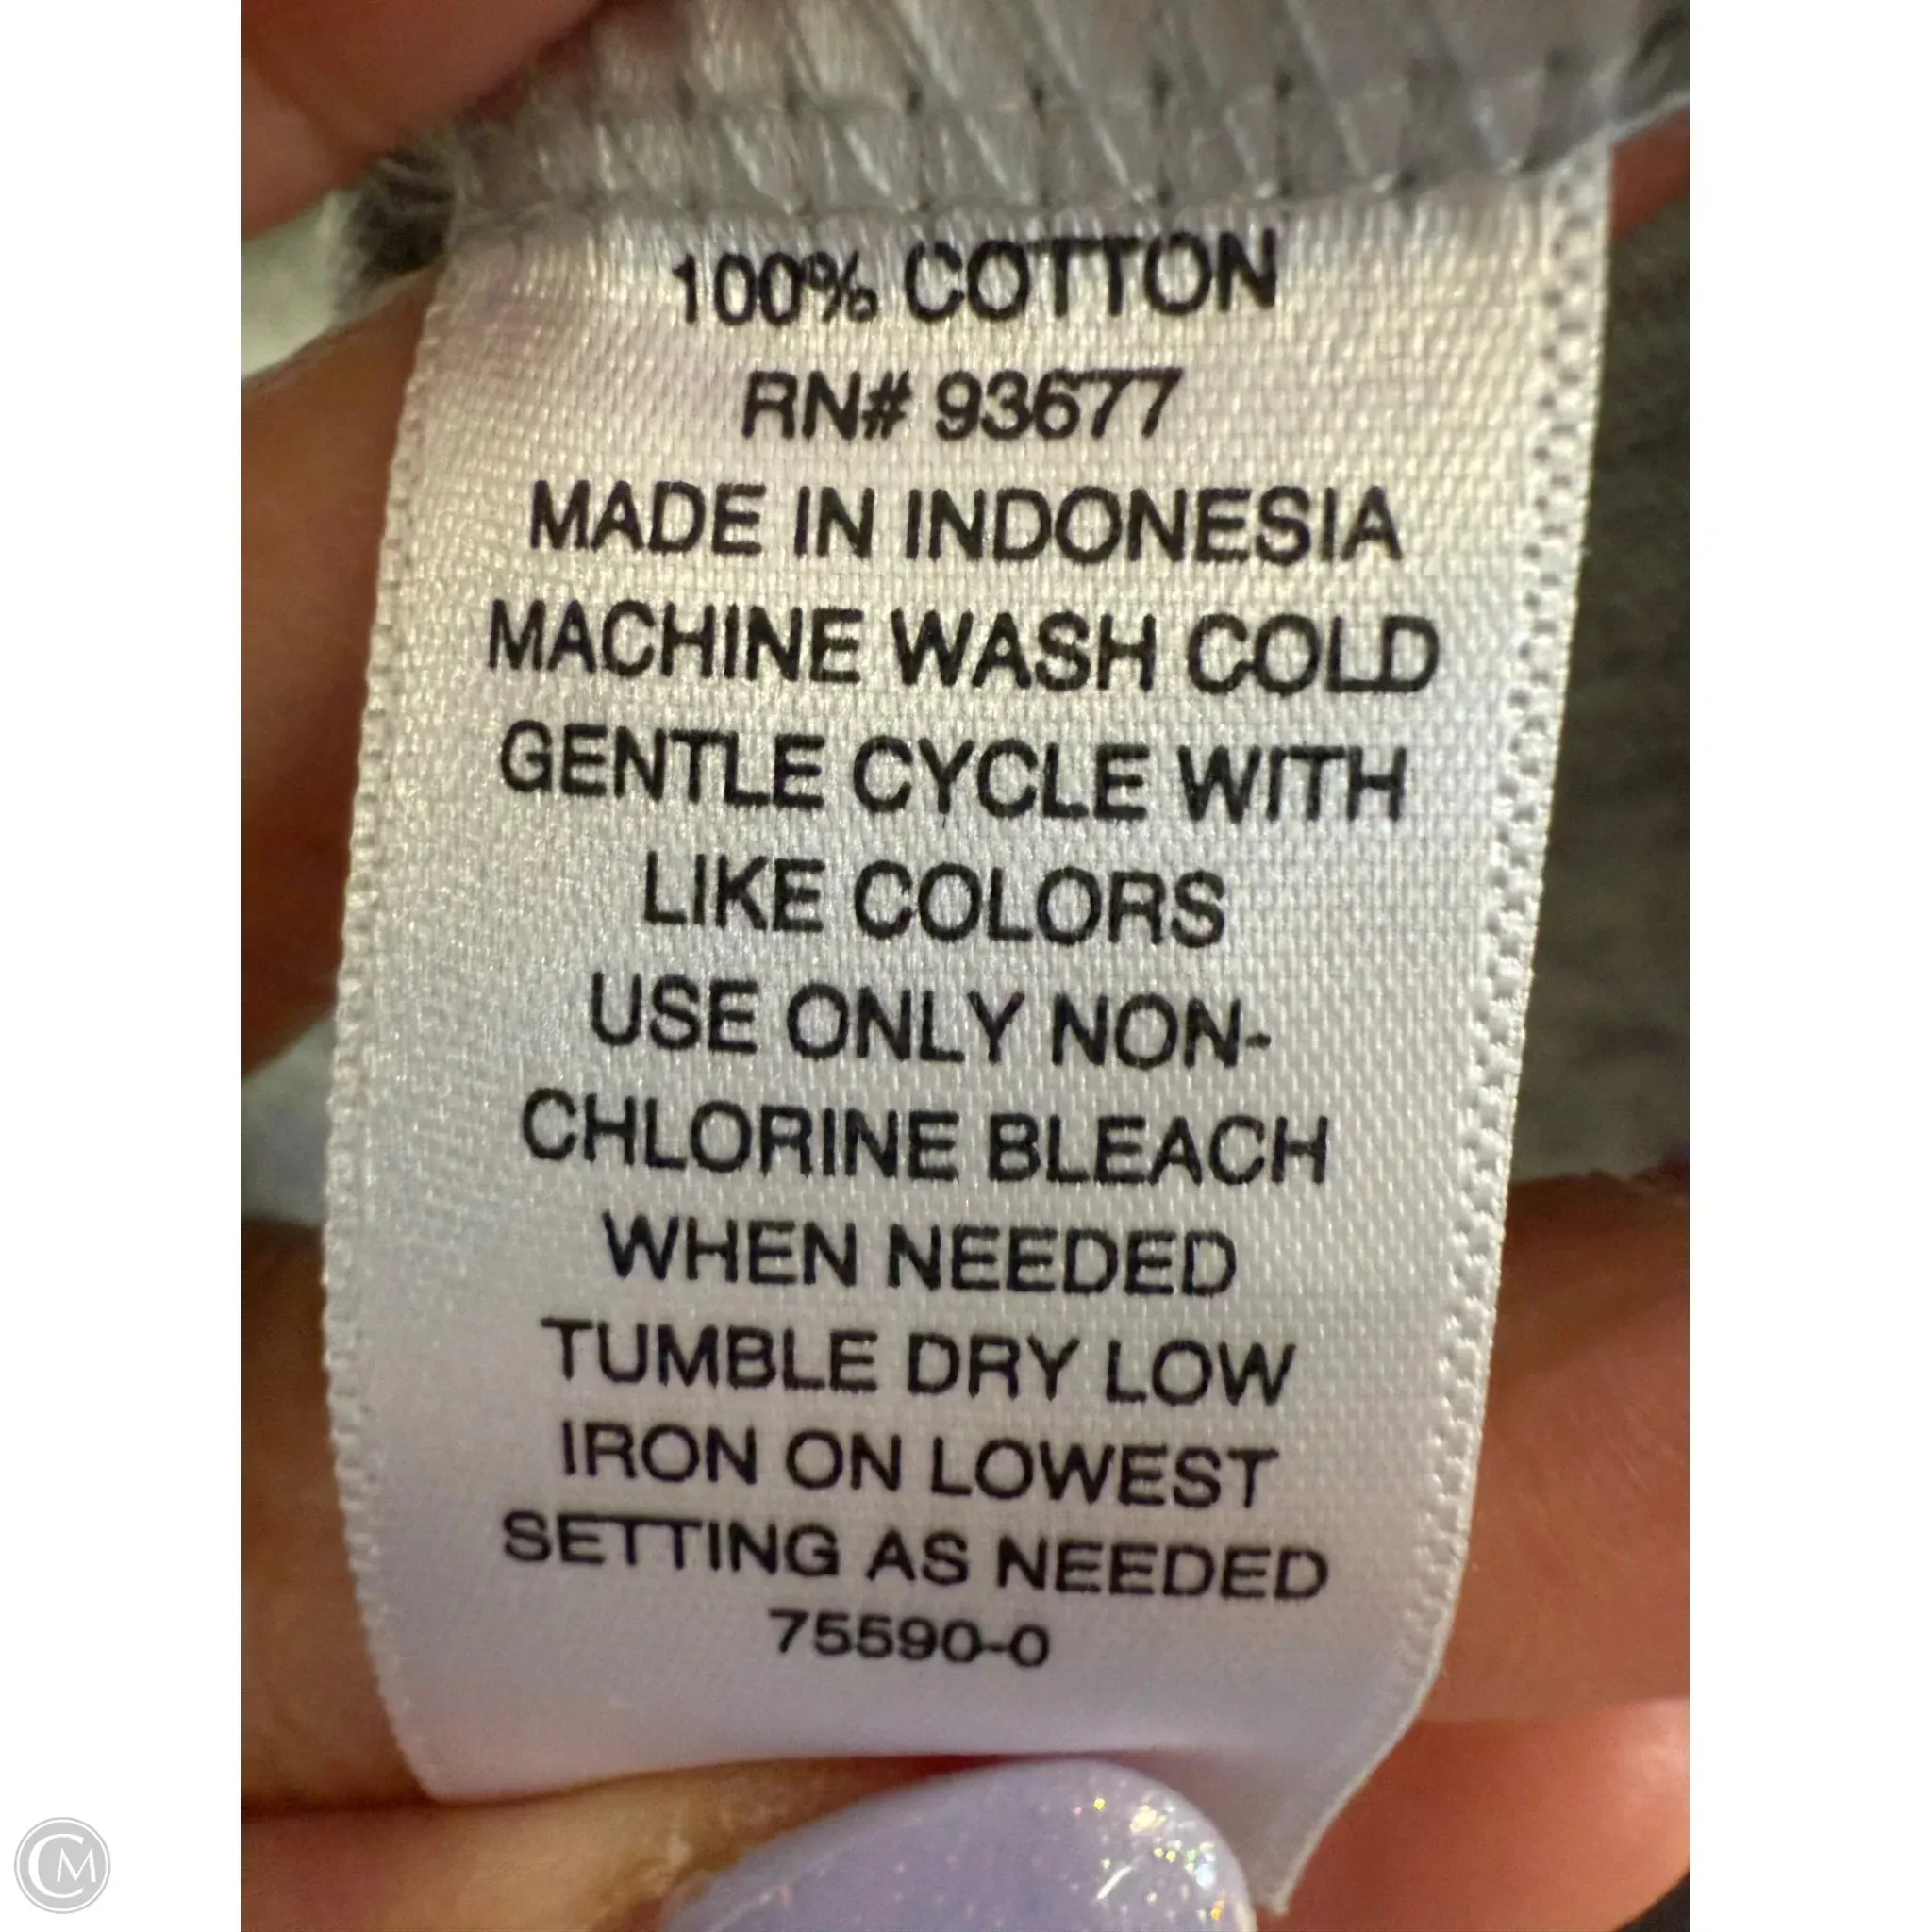 100% COTTON
RN# 93677
MADE IN INDONESIA
MACHINE WASH COLD
GENTLE CYCLE WITH
LIKE COLORS
USE ONLY NON-
CHLORINE BLEACH
WHEN NEEDED
TUMBLE DRY LOW
IRON ON LOWEST
SETTING AS NEEDED
75590-0
CM